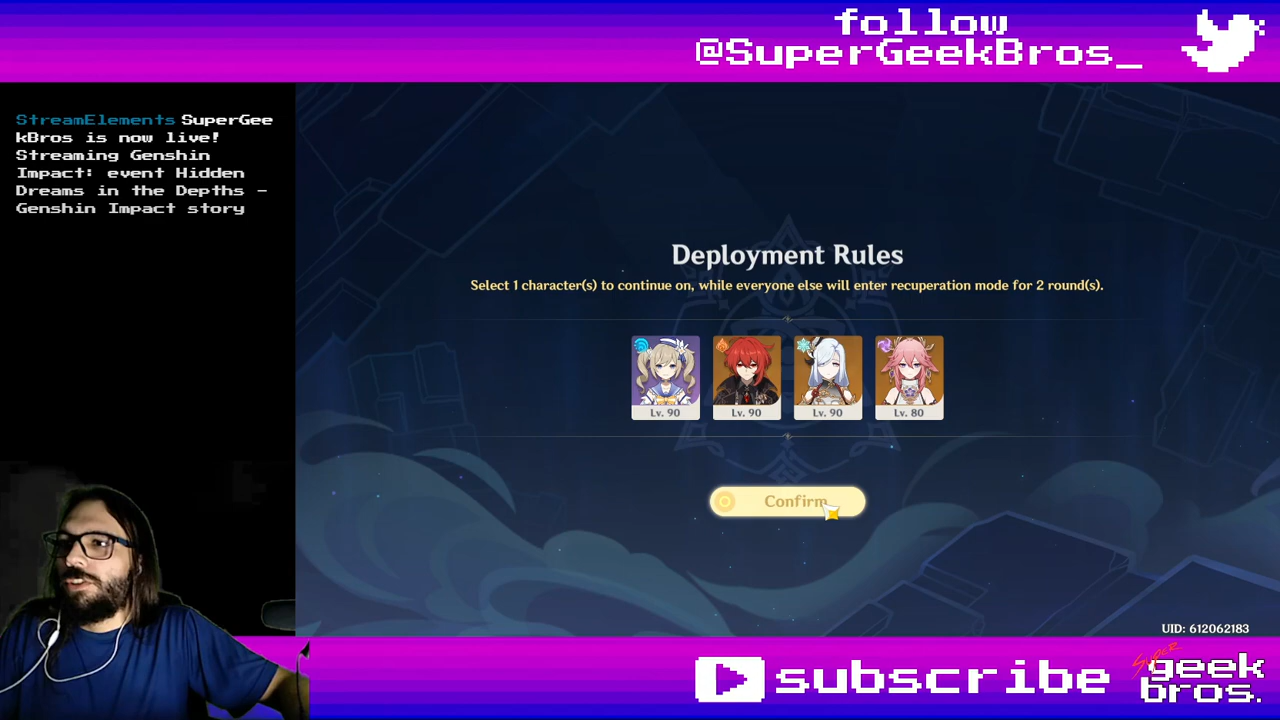 follow
@SuperGeekBros_
StreamElements SuperGee
kBros is now live!
Streaming Genshin
Impact: event Hidden
Dreams in the Depths -
Genshin Impact story
Deployment Rules
Select 1 character(s) to continue on, while everyone else will enter recuperation mode for 2 round(s).
Lv. 90
Lv. 90
Lv. 90
Lv. 80
Confirm
UID: 612062183
subscribe
super
geek
bros.